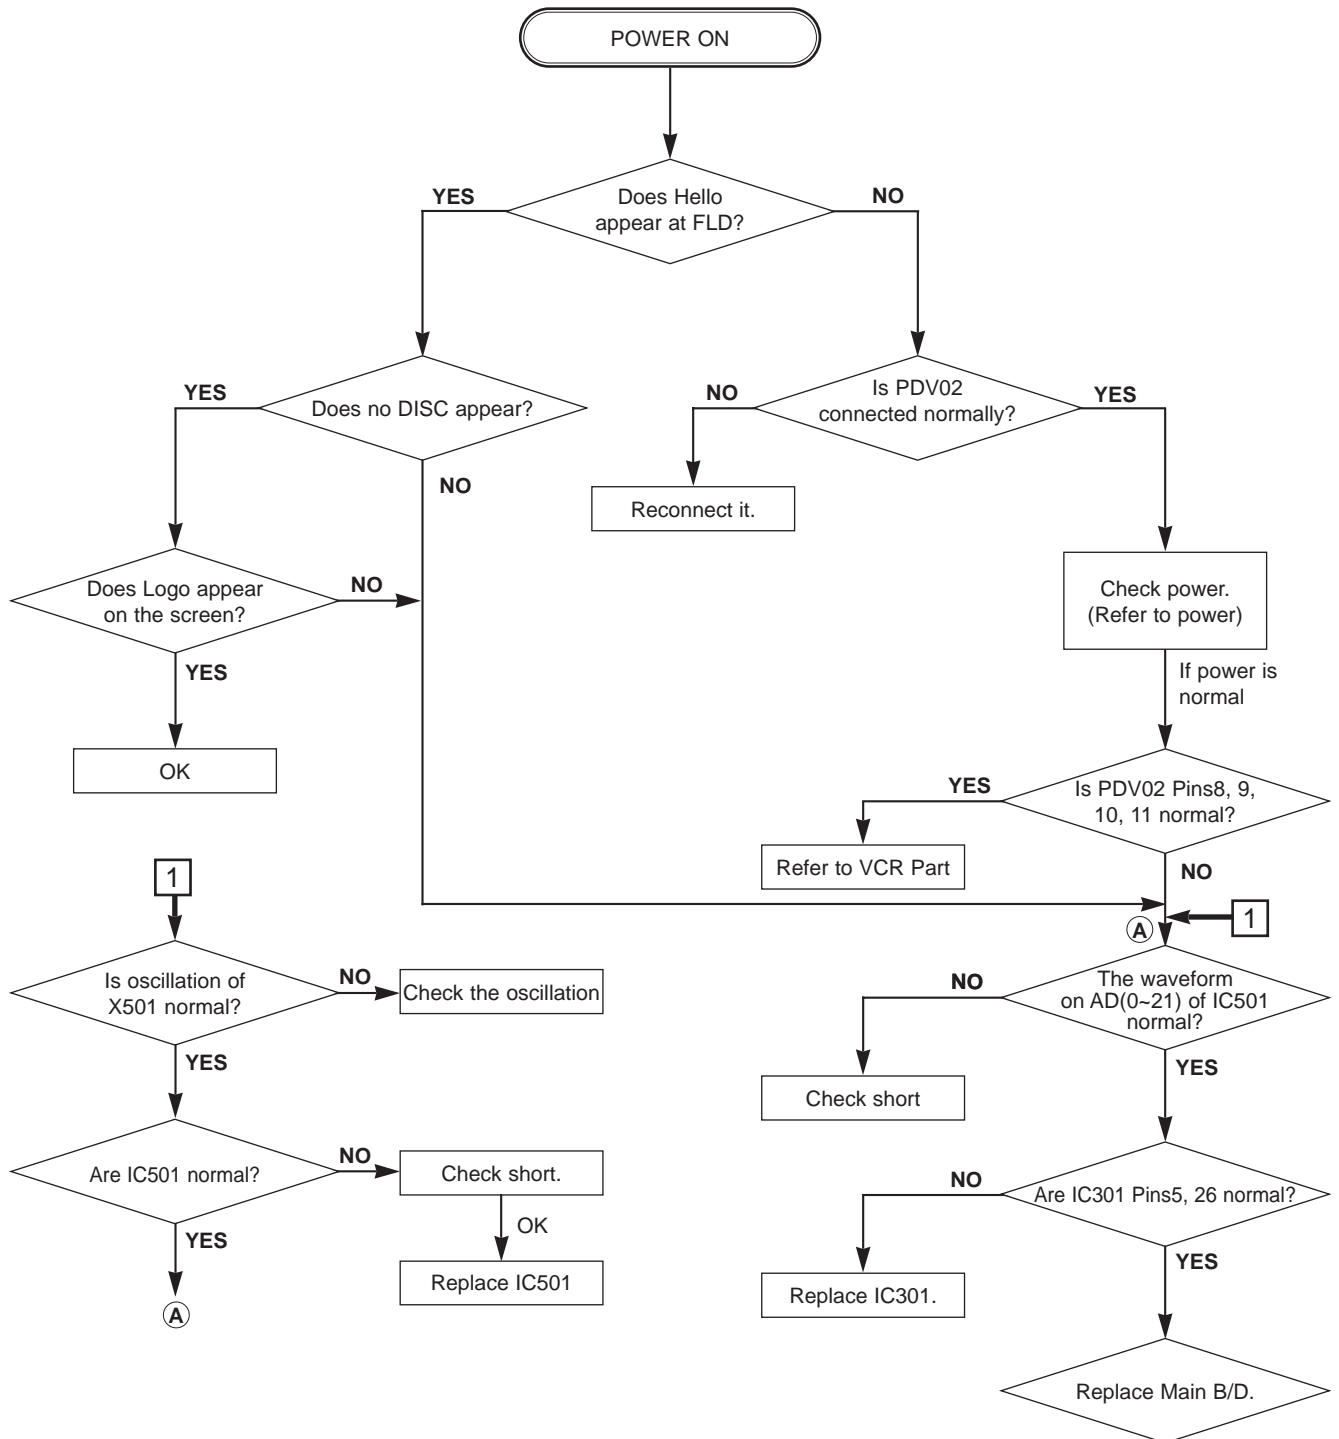 POWER ON
YES
Does Hello
appear at FLD?
NO
YES
Does no DISC appear?
NO
NO
Is PDV02
connected normally?
YES
Reconnect it.
Does Logo appear
on the screen?
NO
YES
Check power.
(Refer to power)
If power is
normal
OK
YES
Is PDV02 Pins8, 9,
10, 11 normal?
Refer to VCR Part
NO
1
A
1
Is oscillation of
X501 normal?
NO
Check the oscillation
YES
NO
The waveform
on AD(0~21) of IC501
normal?
Check short
YES
Are IC501 normal?
NO
Check short.
OK
YES
Replace IC501
A
NO
Are IC301 Pins5, 26 normal?
YES
Replace IC301.
Replace Main B/D.